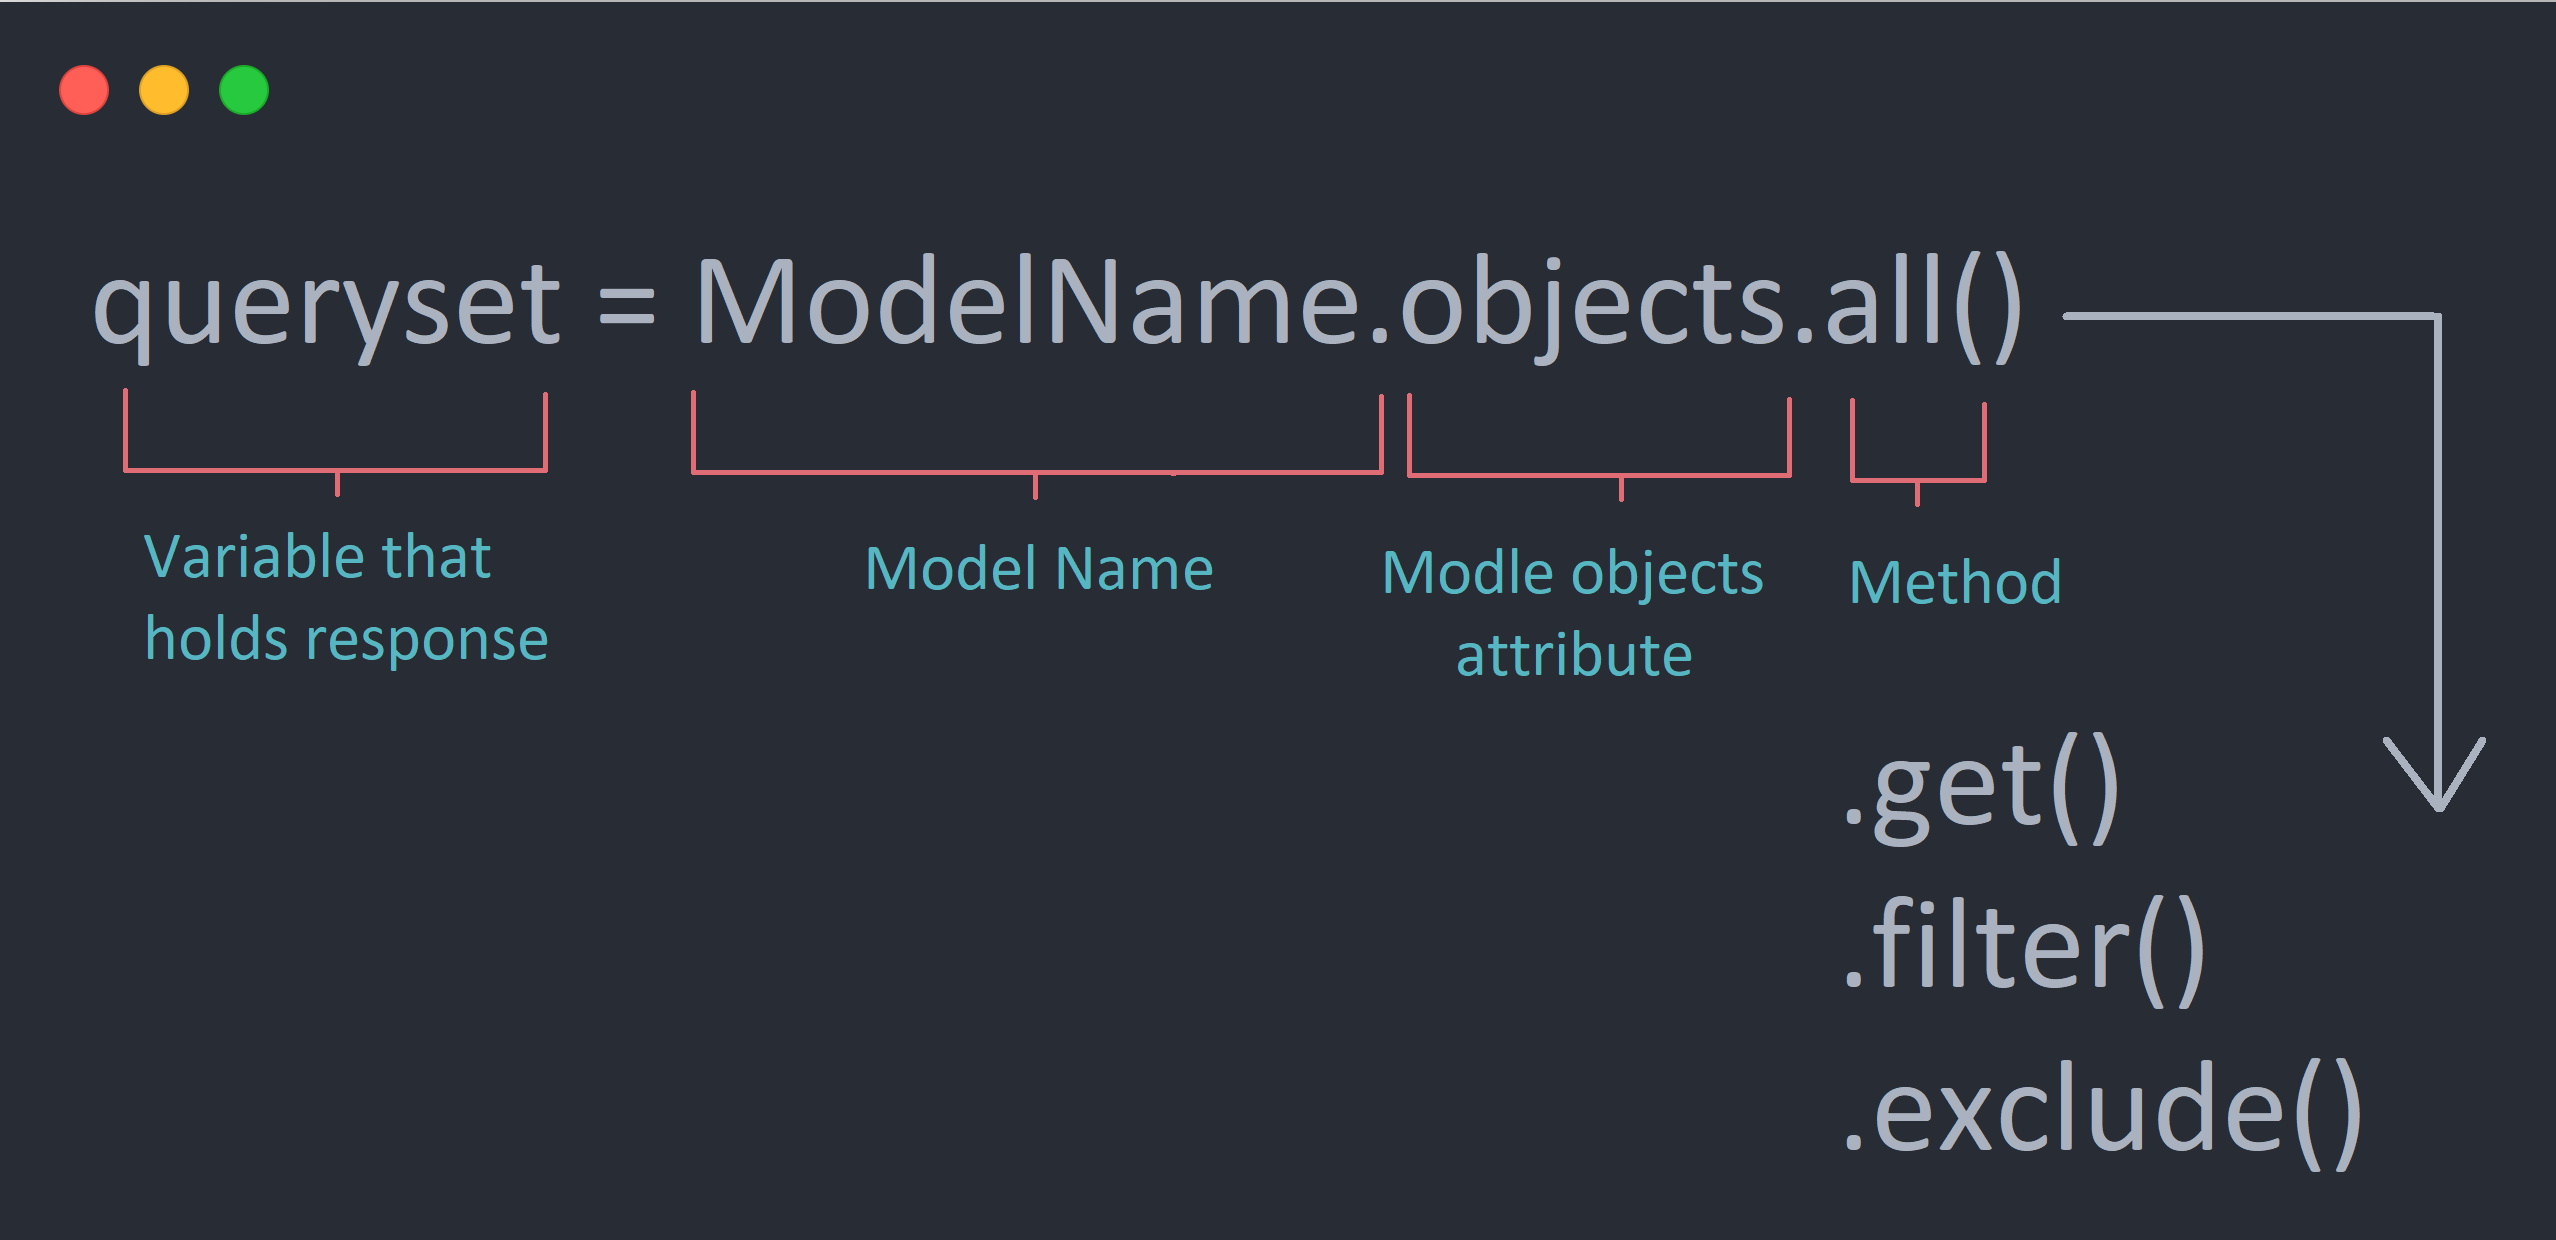 queryset = ModelName.objects.all()
Variable that
holds response
Model Name
Modle objects
attribute
Method
.get()
.filter()
.exclude()